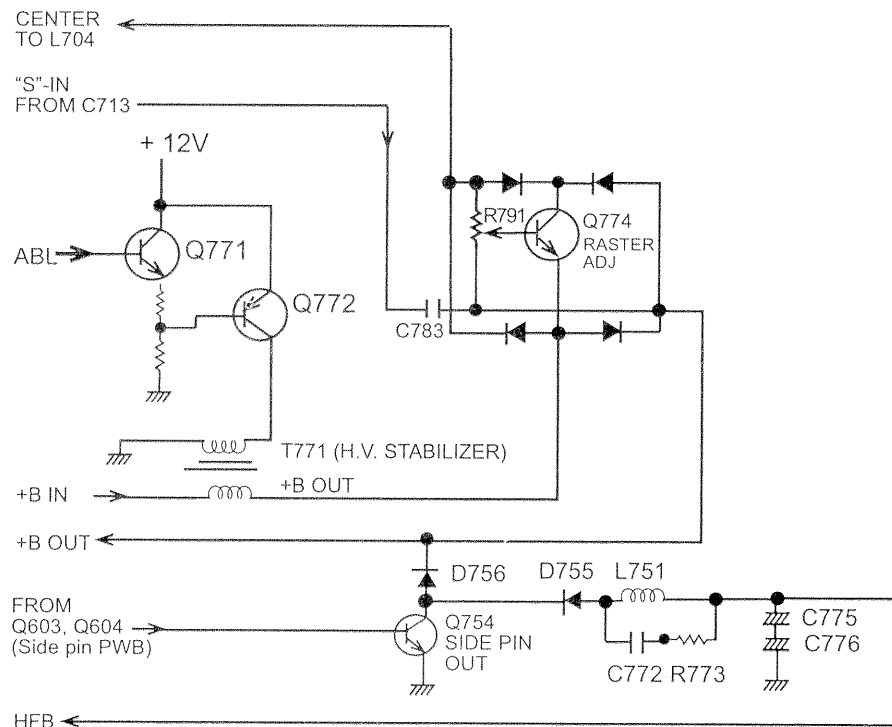 CENTER
TO L704
"S"-IN
FROM C713
+ 12V
ABL
Q771
Q772
R791
Q774
RASTER
ADJ
C783
T771 (H.V. STABILIZER)
+B IN
+B OUT
+B OUT
D756
D755
L751
FROM
Q603, Q604
(Side pin PWB)
Q754
SIDE PIN
OUT
C772 R773
C775
C776
HFB